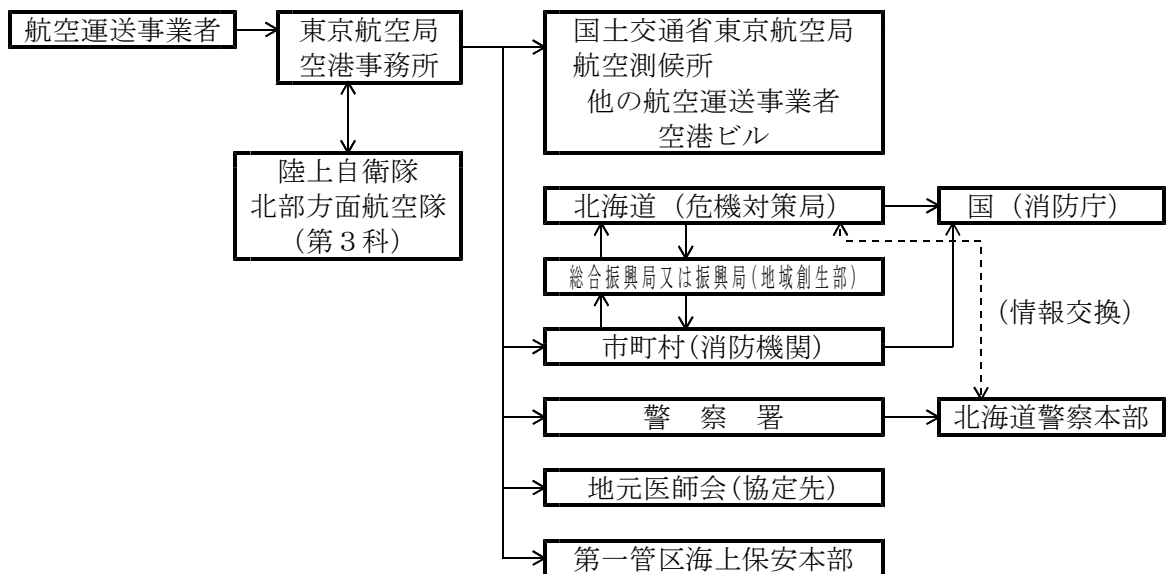 航空運送事業者
東京航空局
空港事務所
国土交通省東京航空局
航空測候所
他の航空運送事業者
空港ビル
陸上自衛隊
北部方面航空隊
(第3科)
北海道(危機対策局)
国(消防庁)
総合振興局又は振興局(地域創生部)
(情報交換)
市町村(消防機関)
警 察 署
北海道警察本部
地元医師会(協定先)
第一管区海上保安本部